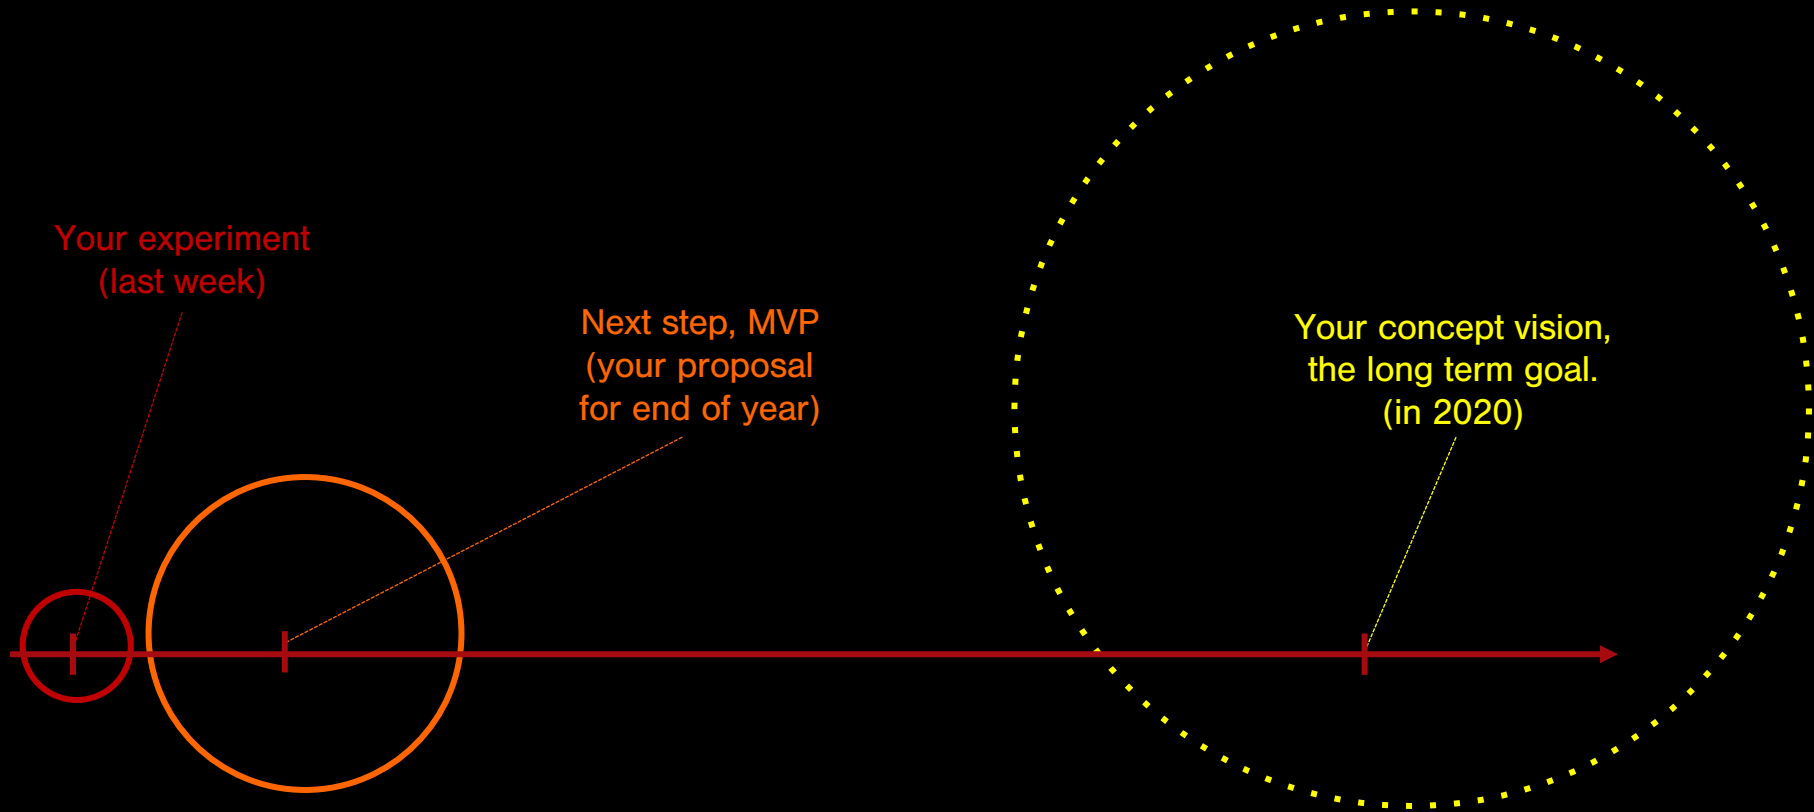 Your experiment
(last week)
Next step, MVP
(your proposal
for end of year)
Your concept vision,
the long term goal.
(in 2020)